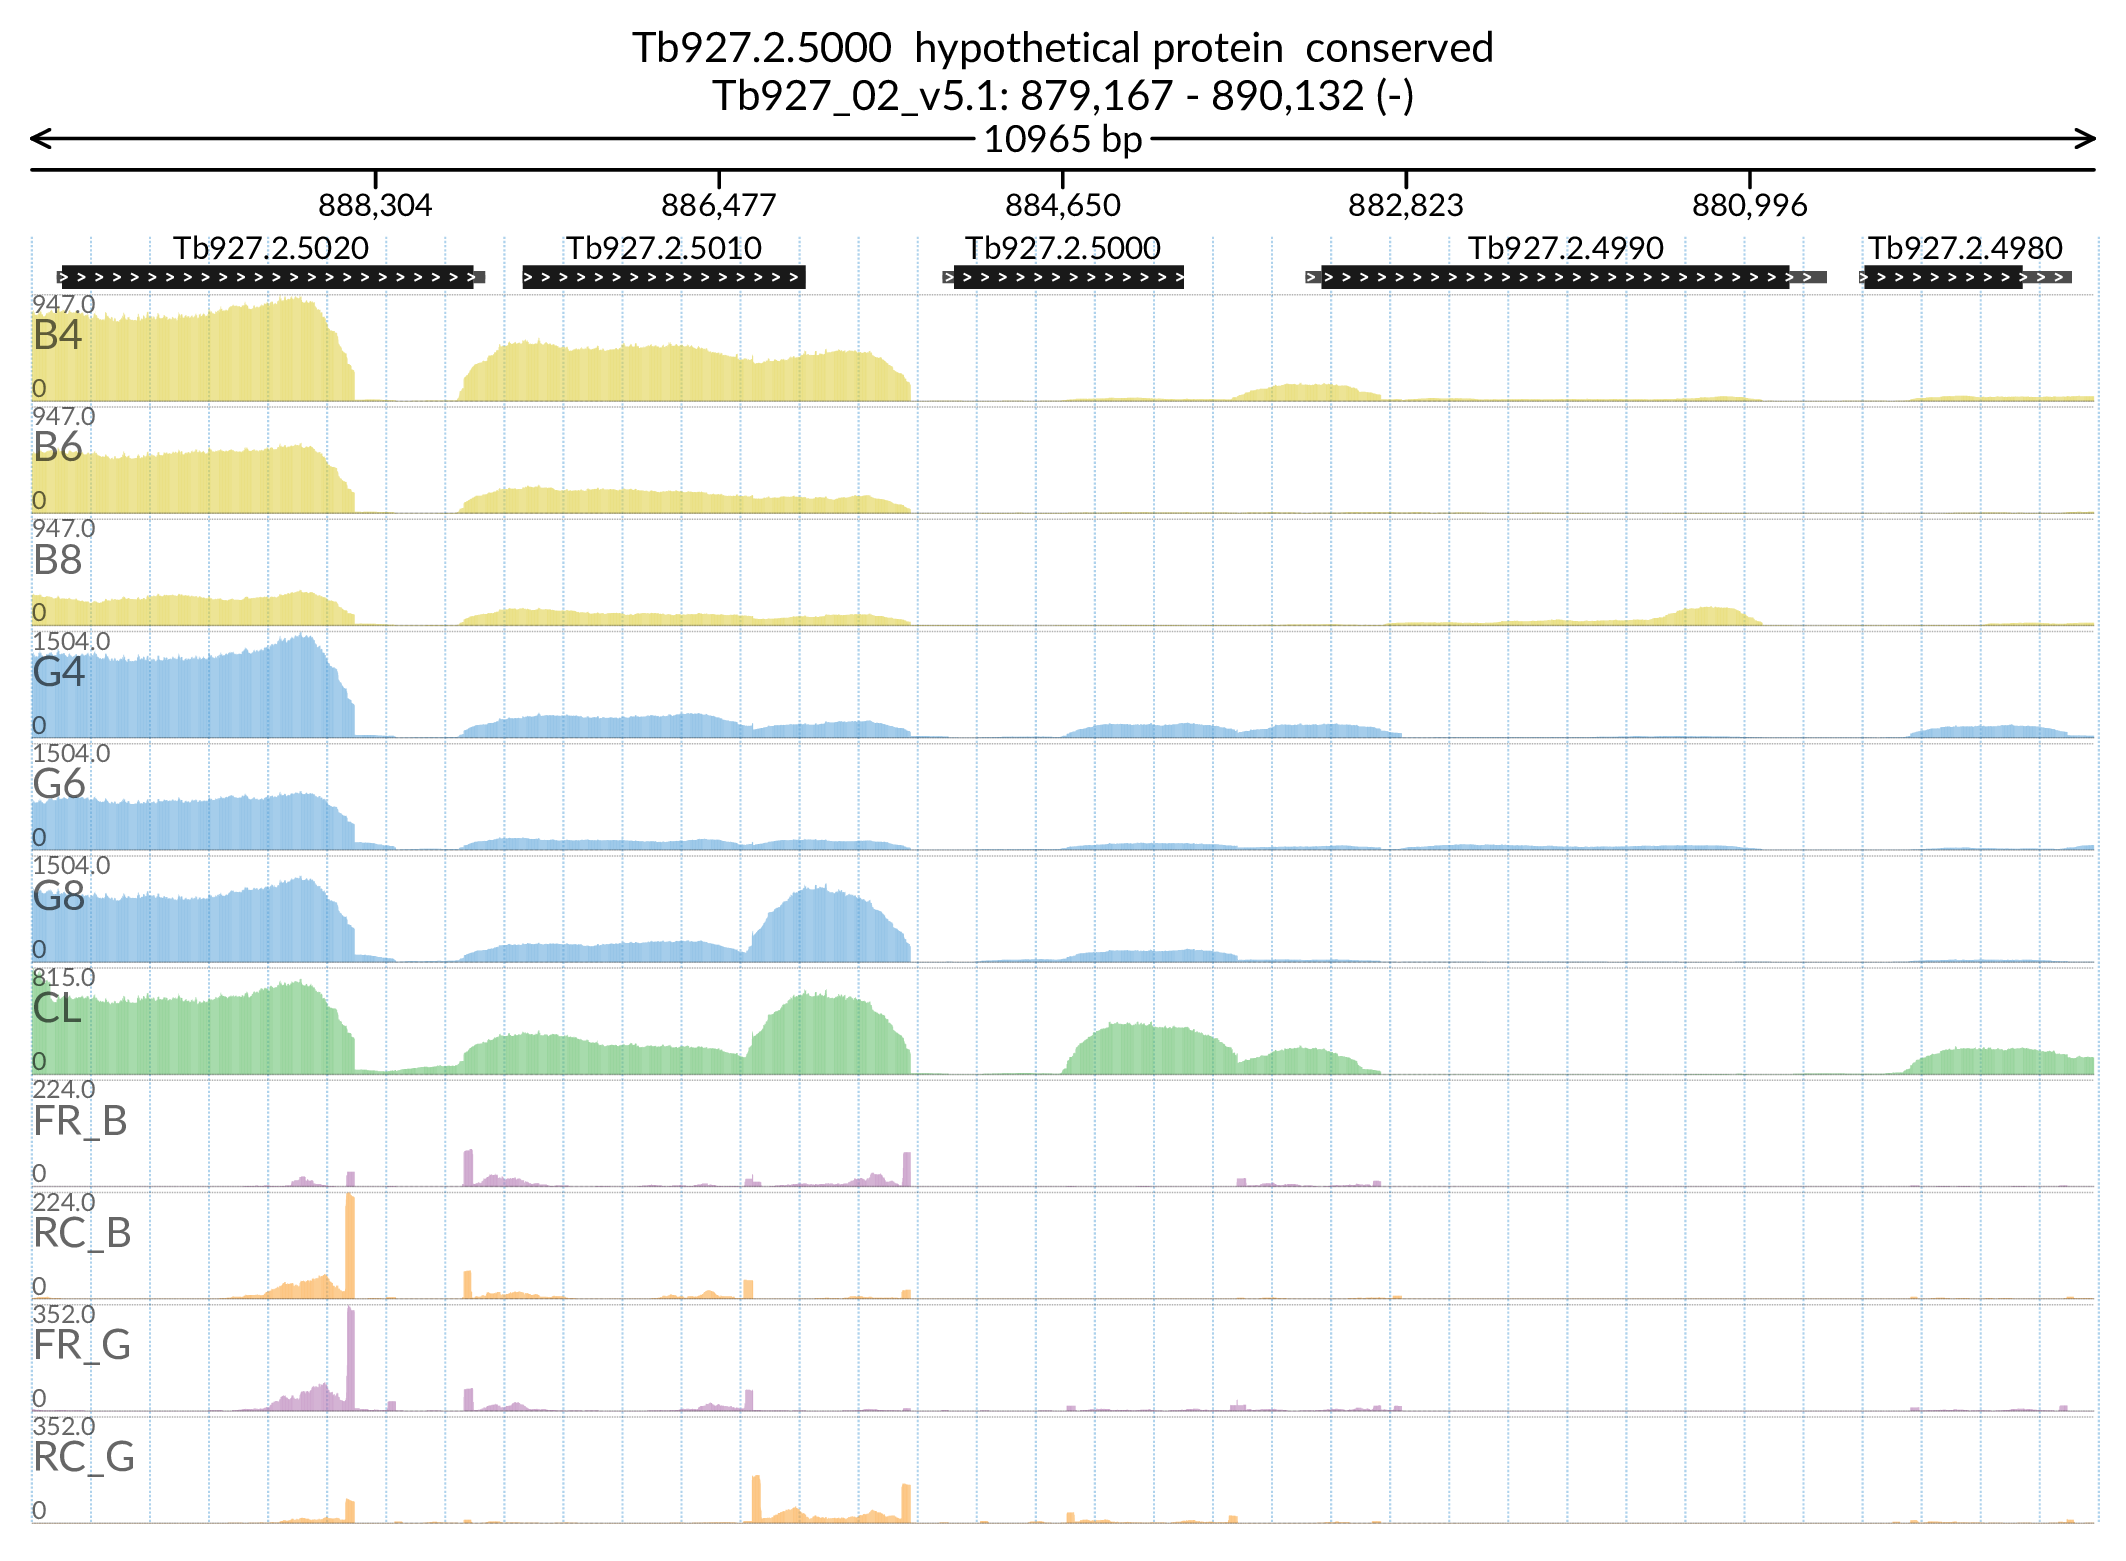 Tb927.2.5000  hypothetical protein  conserved
Tb927_02_v5.1: 879,167 - 890,132 (-)
10965 bp
888,304 886,477 884,650 882,823 880,996
Tb927.2.5020 Tb927.2.5010 Tb927.2.5000 Tb927.2.4990 Tb927.2.4980
947.0
B4
0
947.0
B6
0
947.0
B8
0
1504.0
G4
0
1504.0
G6
0
1504.0
G8
0
815.0
CL
0
224.0
FR_B
0
224.0
RC_B
0
352.0
FR_G
0
352.0
RC_G
0